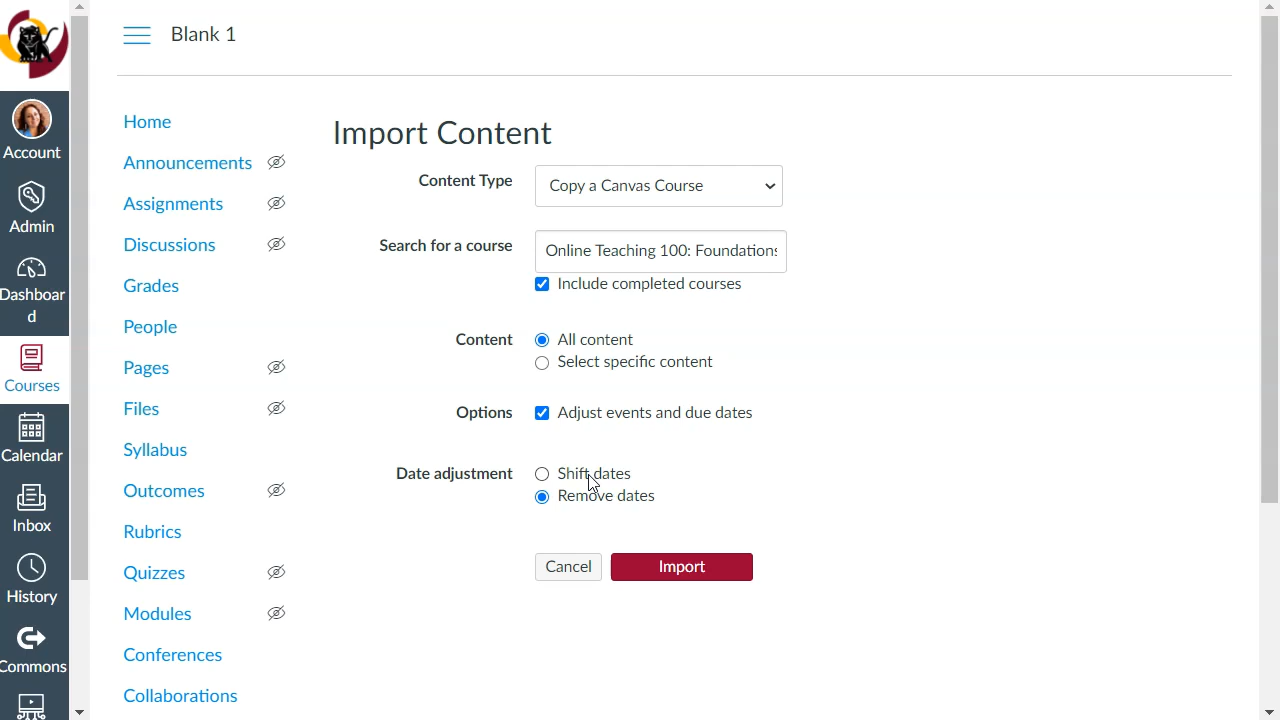 Blank 1
Account
Admin
Dashboar
d
Courses
Calendar
Inbox
History
Commons
Home
Announcements
Assignments
Discussions
Grades
People
Pages
Files
Syllabus
Outcomes
Rubrics
Quizzes
Modules
Conferences
Collaborations
Import Content
Content Type Copy a Canvas Course
Search for a course Online Teaching 100: Foundations
Include completed courses
Content All content
Select specific content
Options Adjust events and due dates
Date adjustment Shift dates
Remove dates
Cancel Import